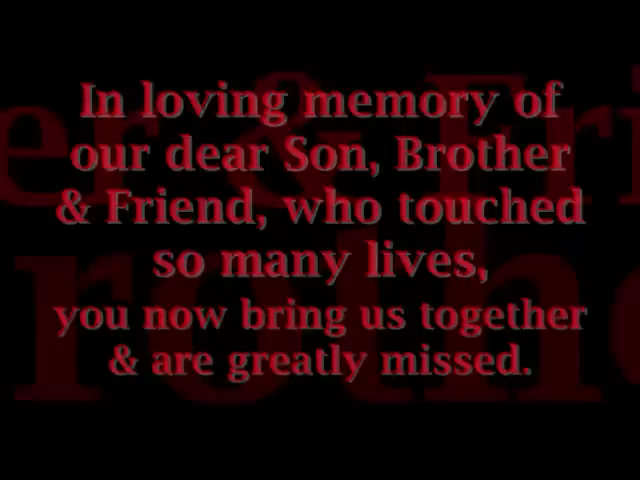 In loving memory of
our dear Son, Brother
& Friend, who touched
so many lives,
you now bring us together
& are greatly missed.